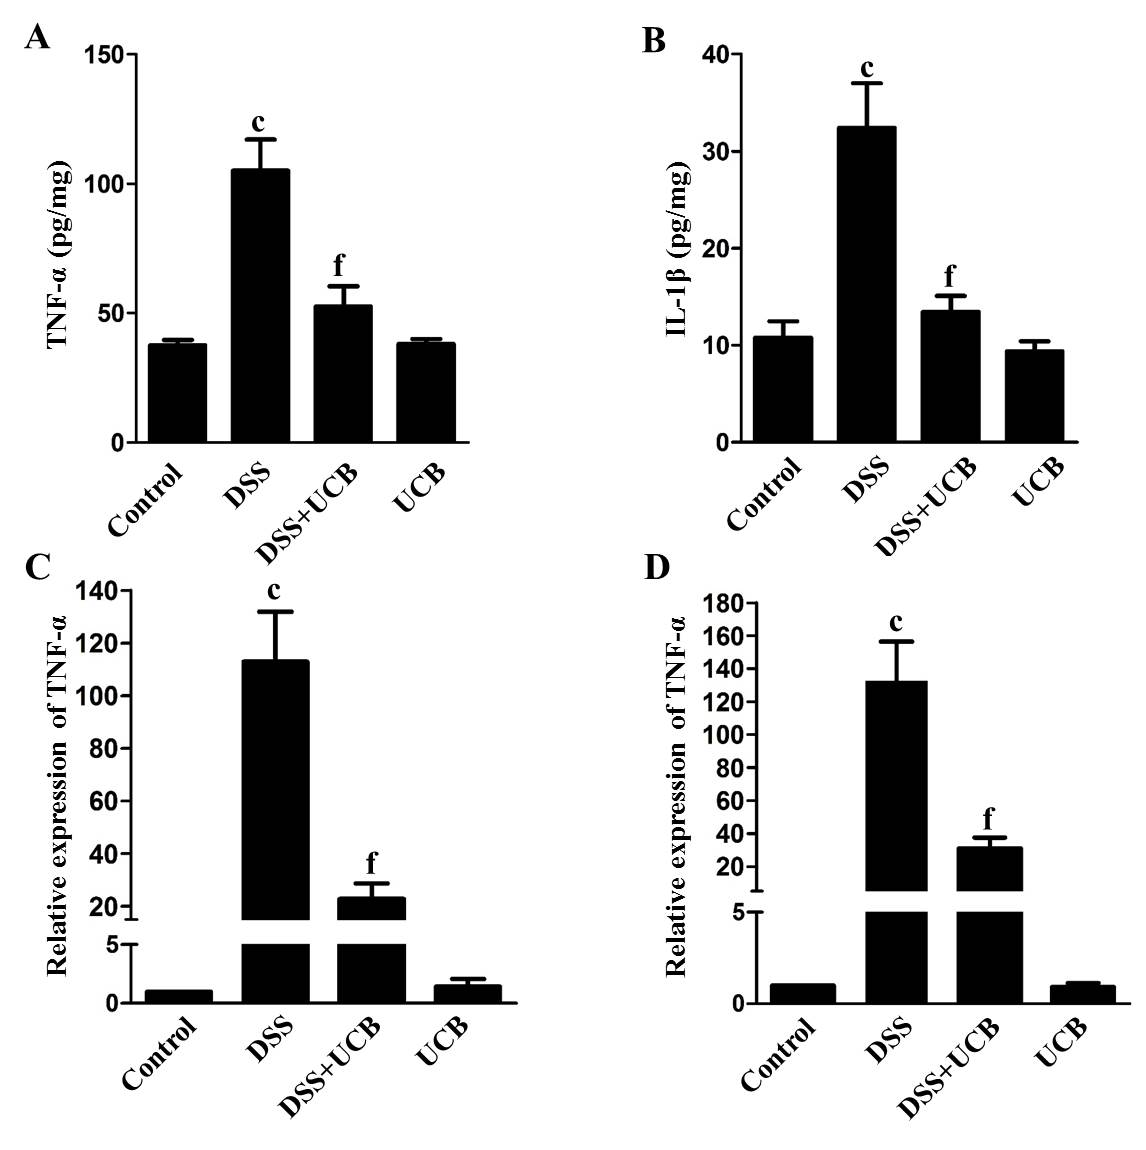 A
TNF-α (pg/mg)
150
100
50
0
c
f
Control
DSS
DSS+UCB
UCB
B
IL-1β (pg/mg)
40
30
20
10
0
c
f
Control
DSS
DSS+UCB
UCB
C
Relative expression of TNF-α
140
120
100
80
60
40
20
5
0
c
f
Control
DSS
DSS+UCB
UCB
D
Relative expression of TNF-α
180
160
140
120
100
80
60
40
20
5
0
c
f
Control
DSS
DSS+UCB
UCB